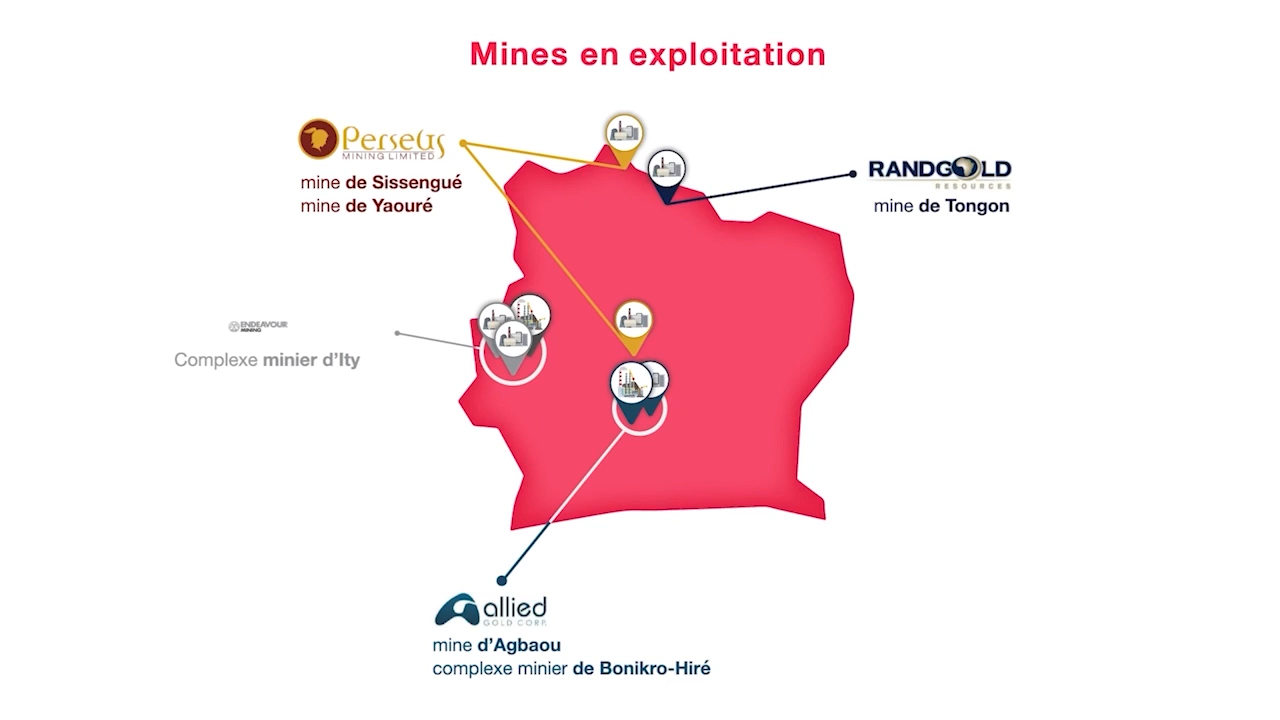 Mines en exploitation
Perseus
MINING LIMITED
mine de Sissengué
mine de Yaouré
RANDGOLD
RESOURCES
mine de Tongon
ENDEAVOUR
MINING
Complexe minier d’Ity
allied
GOLD CORP.
mine d’Agbaou
complexe minier de Bonikro-Hiré